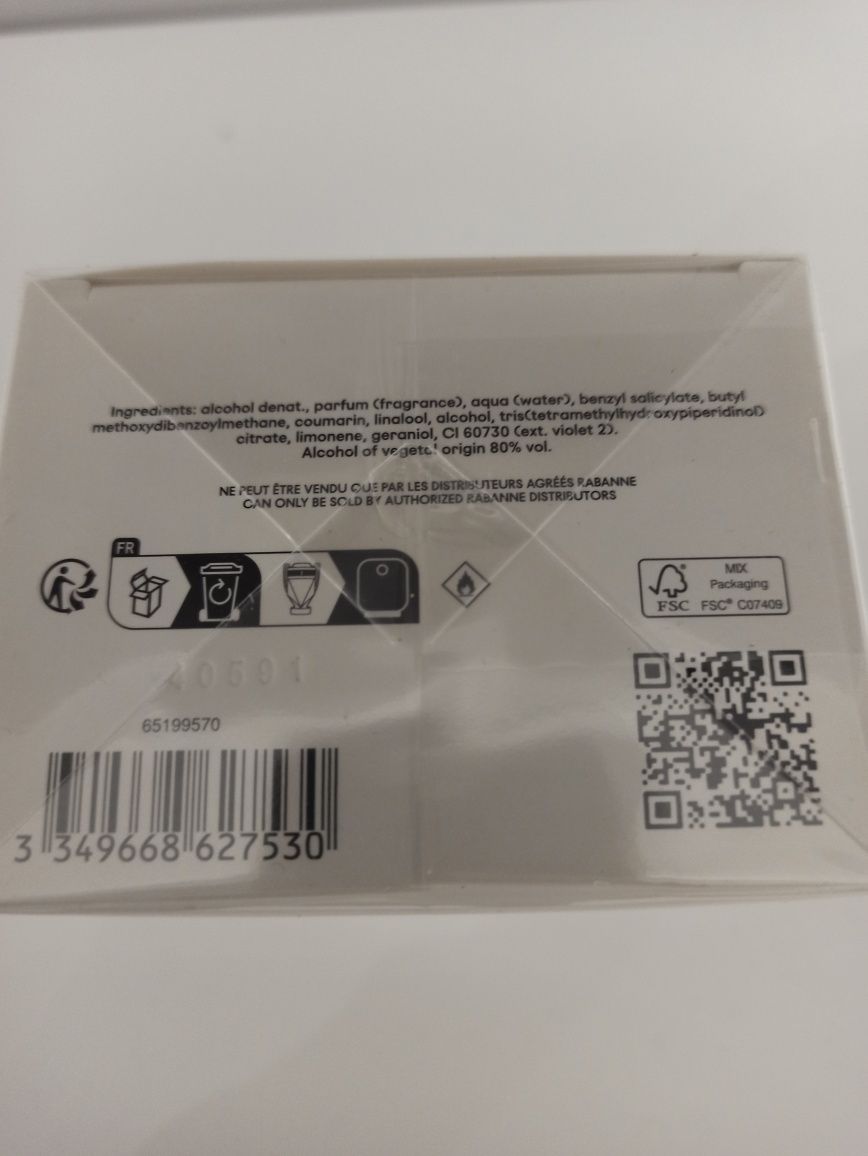 Ingredients: alcohol denat., parfum (fragrance), aqua (water), benzyl salicylate, butyl
methoxydibenzoylmethane, coumarin, linalool, alcohol, tris(tetramethylhydroxypiperidinol)
citrate, limonene, geraniol, CI 60730 (ext. violet 2).
Alcohol of vegetal origin 80% vol.
NE PEUT ÊTRE VENDU QUE PAR LES DISTRIBUTEURS AGRÉÉS RABANNE
CAN ONLY BE SOLD BY AUTHORIZED RABANNE DISTRIBUTORS
FR
MIX
Packaging
FSC FSC® C07409
65199570
3 349668 627530